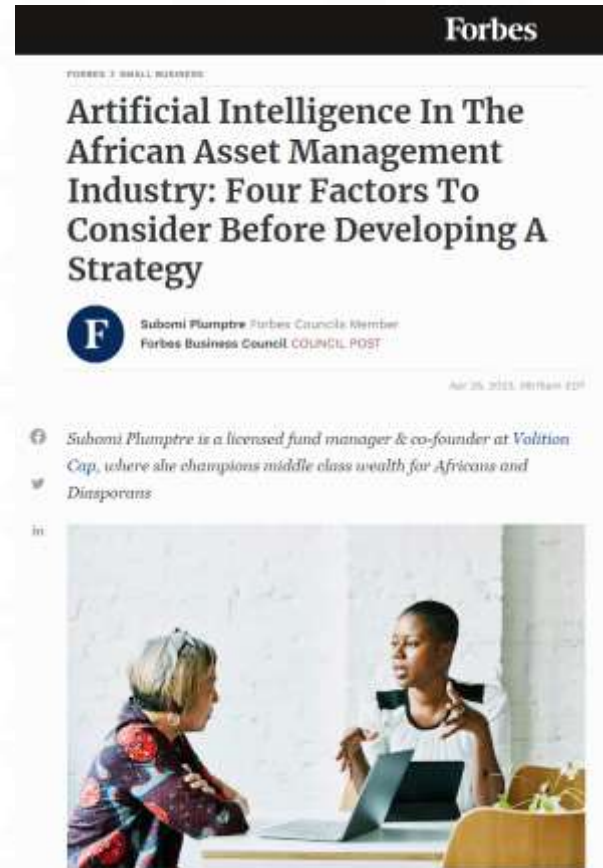 Forbes
FORBES > SMALL BUSINESS
Artificial Intelligence In The
African Asset Management
Industry: Four Factors To
Consider Before Developing A
Strategy
F
Subomi Plumptre Forbes Councils Member
Forbes Business Council COUNCIL POST
Subomi Plumptre is a licensed fund manager & co-founder at Volition
Cap, where she champions middle class wealth for Africans and
Diasporans
in